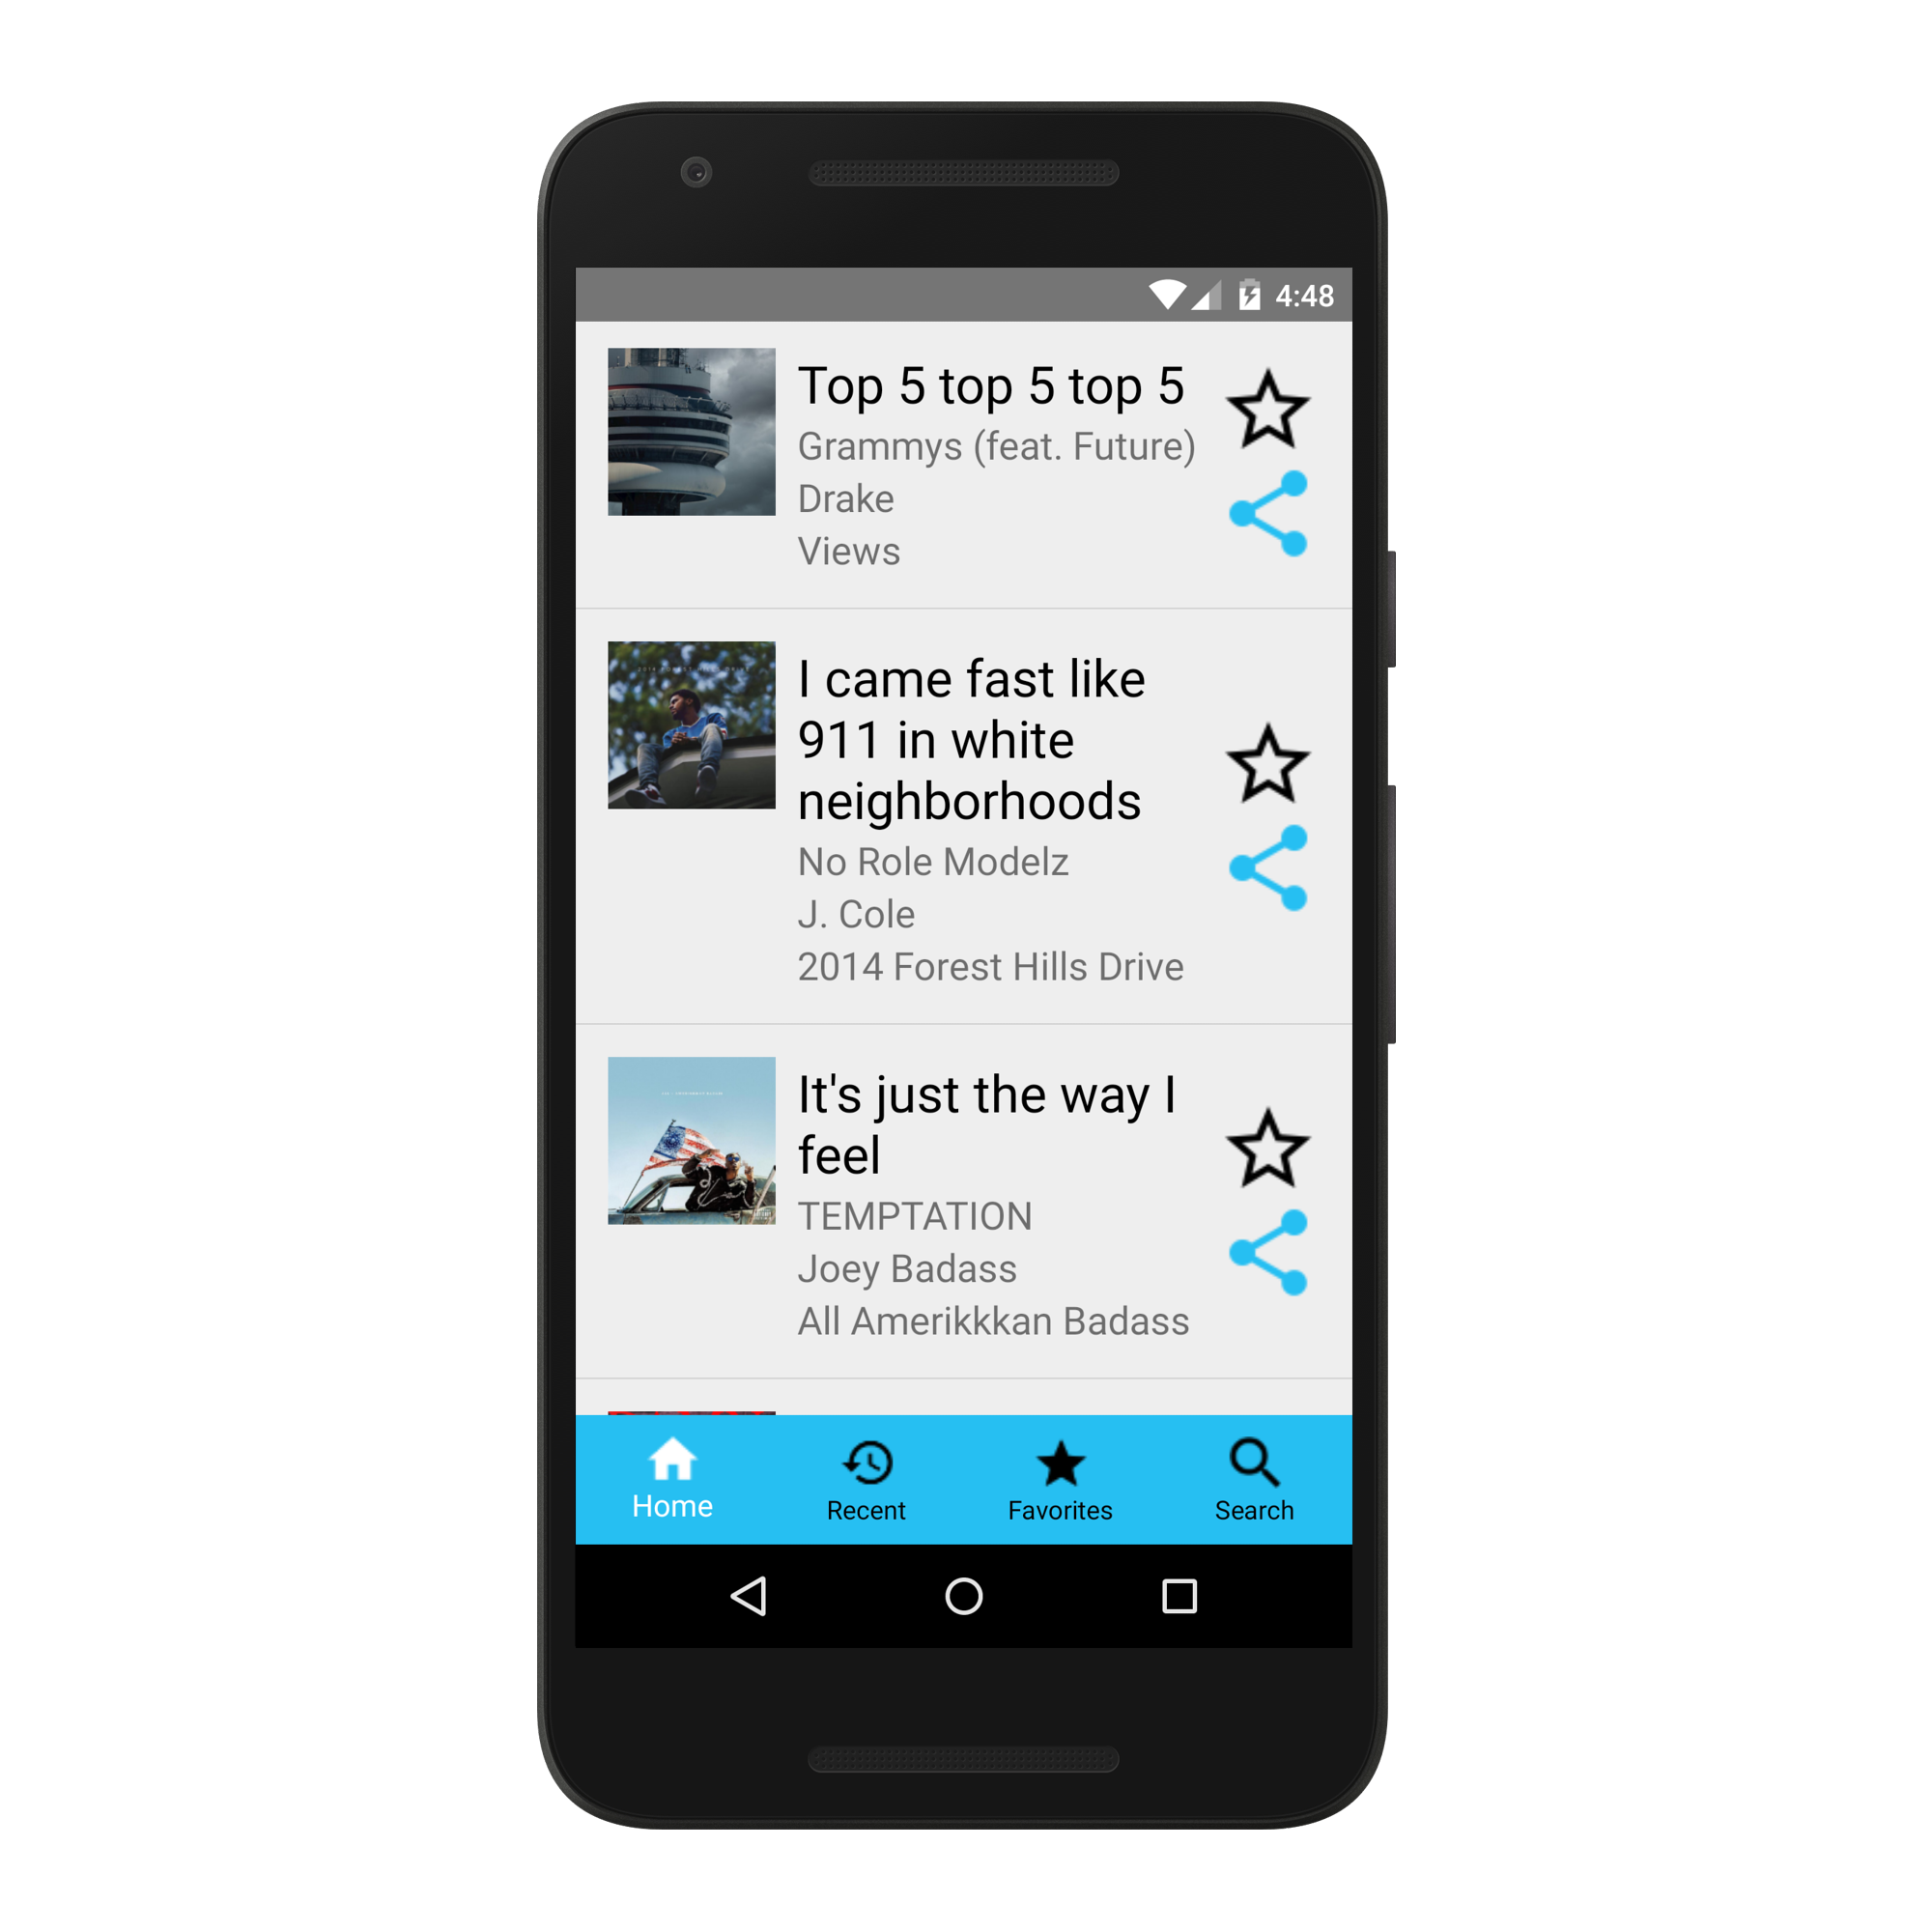 4:48
Top 5 top 5 top 5
Grammys (feat. Future)
Drake
Views
I came fast like
911 in white
neighborhoods
No Role Modelz
J. Cole
2014 Forest Hills Drive
It's just the way I
feel
TEMPTATION
Joey Badass
All Amerikkkan Badass
Home
Recent
Favorites
Search